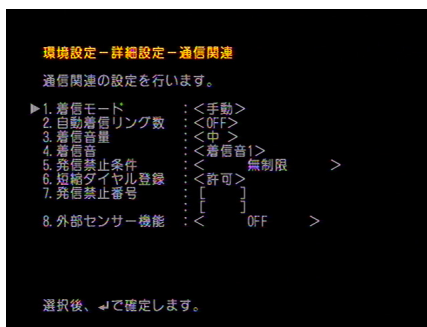 環境設定－詳細設定－通信関連
通信関連の設定を行います。
▶1.着信モード :<手動>
2.自動着信リング数 :<OFF>
3.着信音量 :<中 >
4.着信音 :<着信音1>
5.発信禁止条件 :< 無制限 >
6.短縮ダイヤル登録 :<許可>
7.発信禁止番号 :[ ]
:[ ]
8.外部センサー機能 :< OFF >
選択後、↲で確定します。